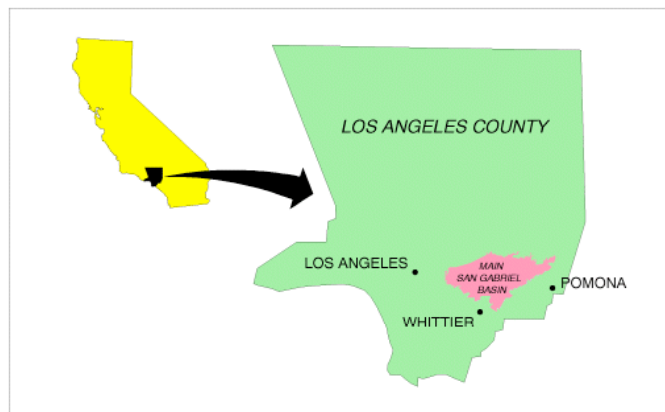 LOS ANGELES COUNTY
LOS ANGELES
MAIN
SAN GABRIEL
BASIN
POMONA
WHITTIER